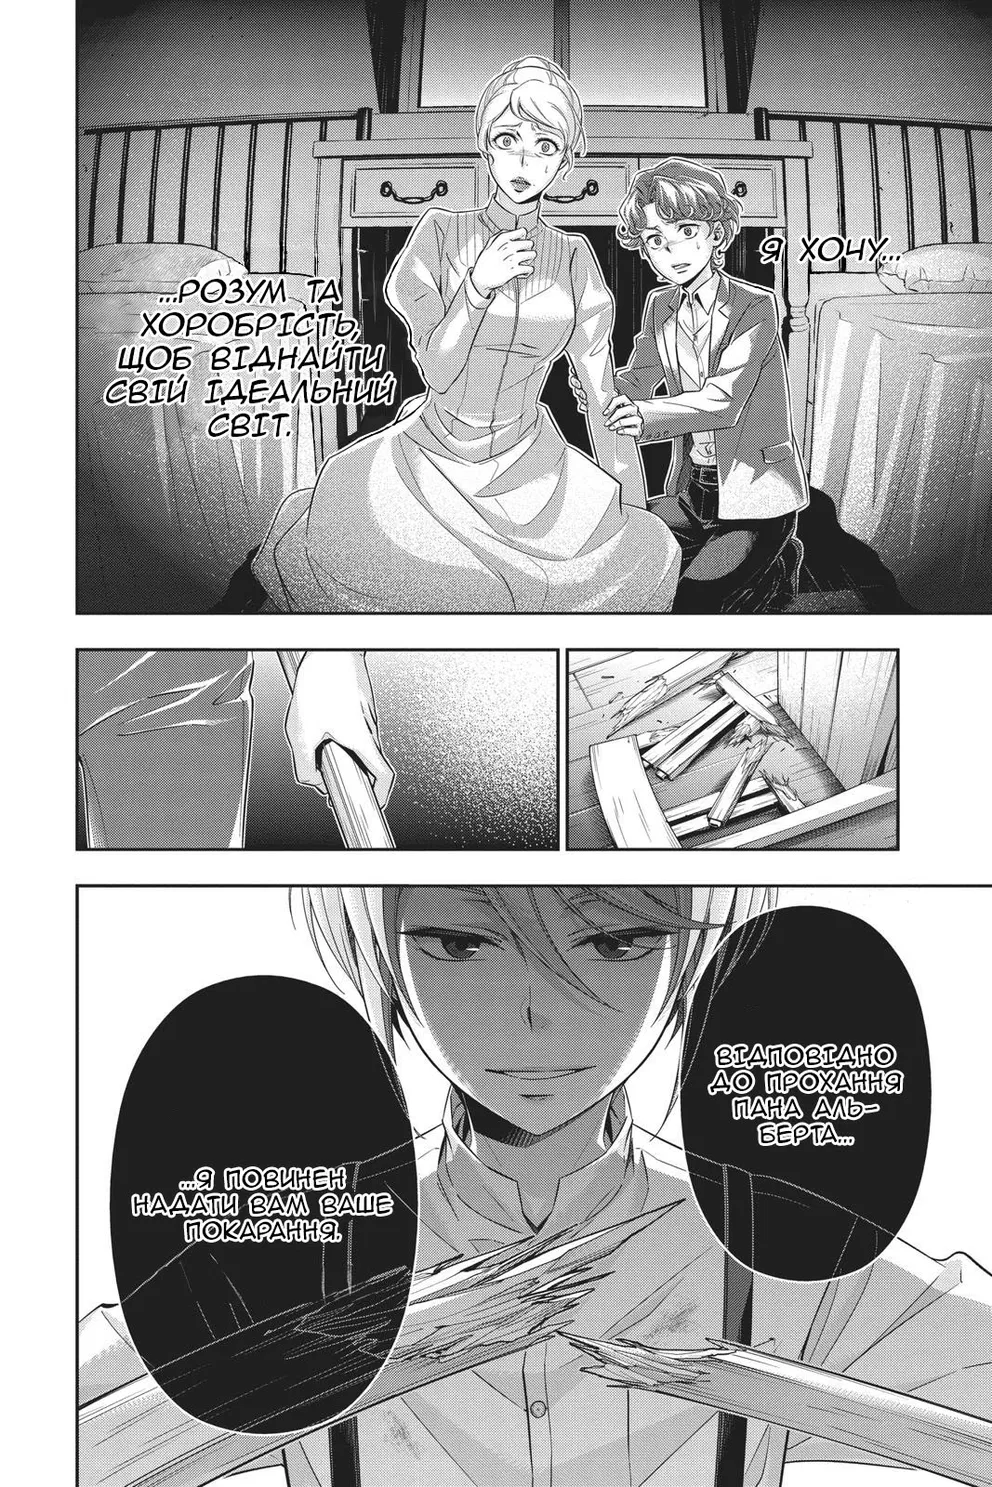 Я ХОЧУ...
...РОЗУМ ТА
ХОРОБРІСТЬ,
ЩОБ ВІДНАЙТИ
СВІЙ ІДЕАЛЬНИЙ
СВІТ.
ВІДПОВІДНО
ДО ПРОХАННЯ
ПАНА АЛЬ-
БЕРТА...
...Я ПОВИНЕН
НАДАТИ ВАМ ВАШЕ
ПОКАРАННЯ.